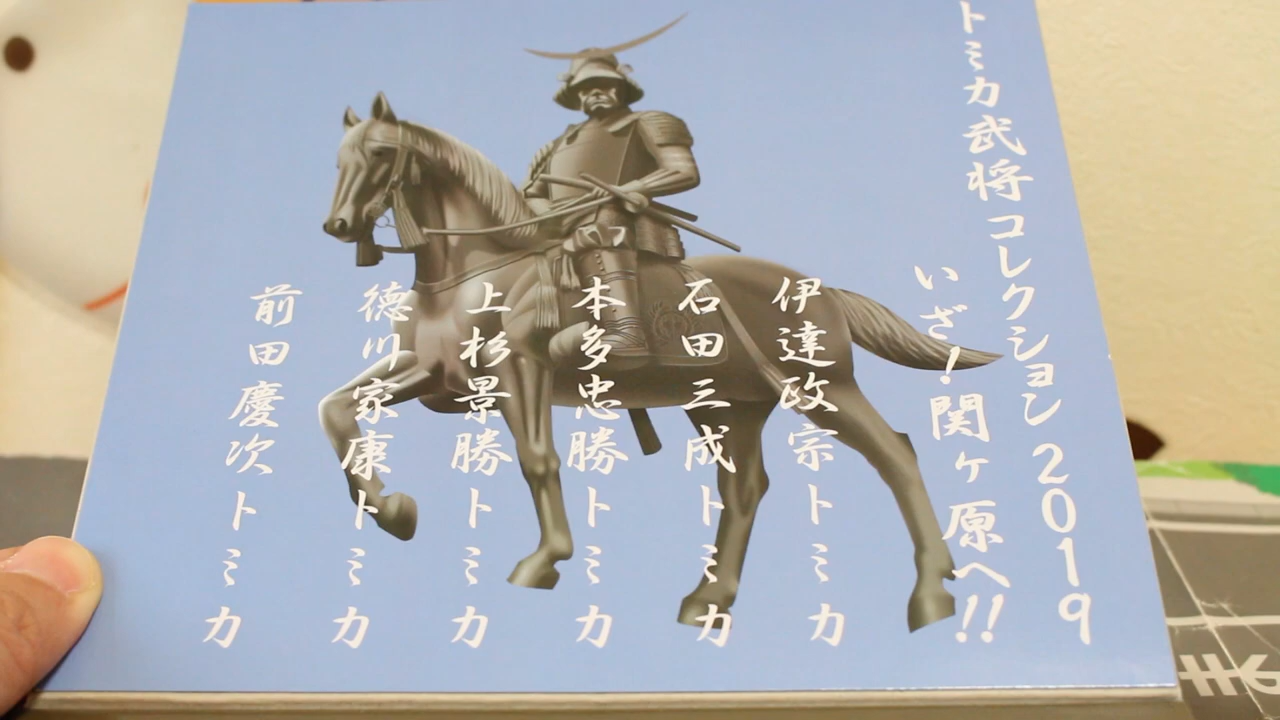 トミカ武将コレクション2019
いざ!関ヶ原へ!!
伊達政宗トミカ
石田三成トミカ
本多忠勝トミカ
上杉景勝トミカ
徳川家康トミカ
前田慶次トミカ